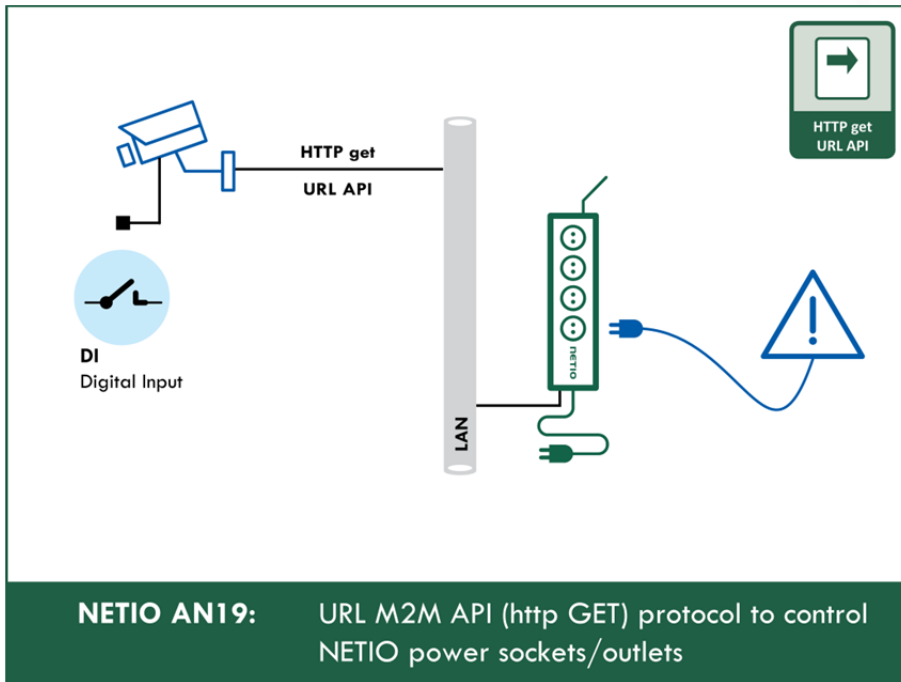 HTTP get
URL API
HTTP get
URL API
DI
Digital Input
NETIO
LAN
NETIO AN19: URL M2M API (http GET) protocol to control
NETIO power sockets/outlets